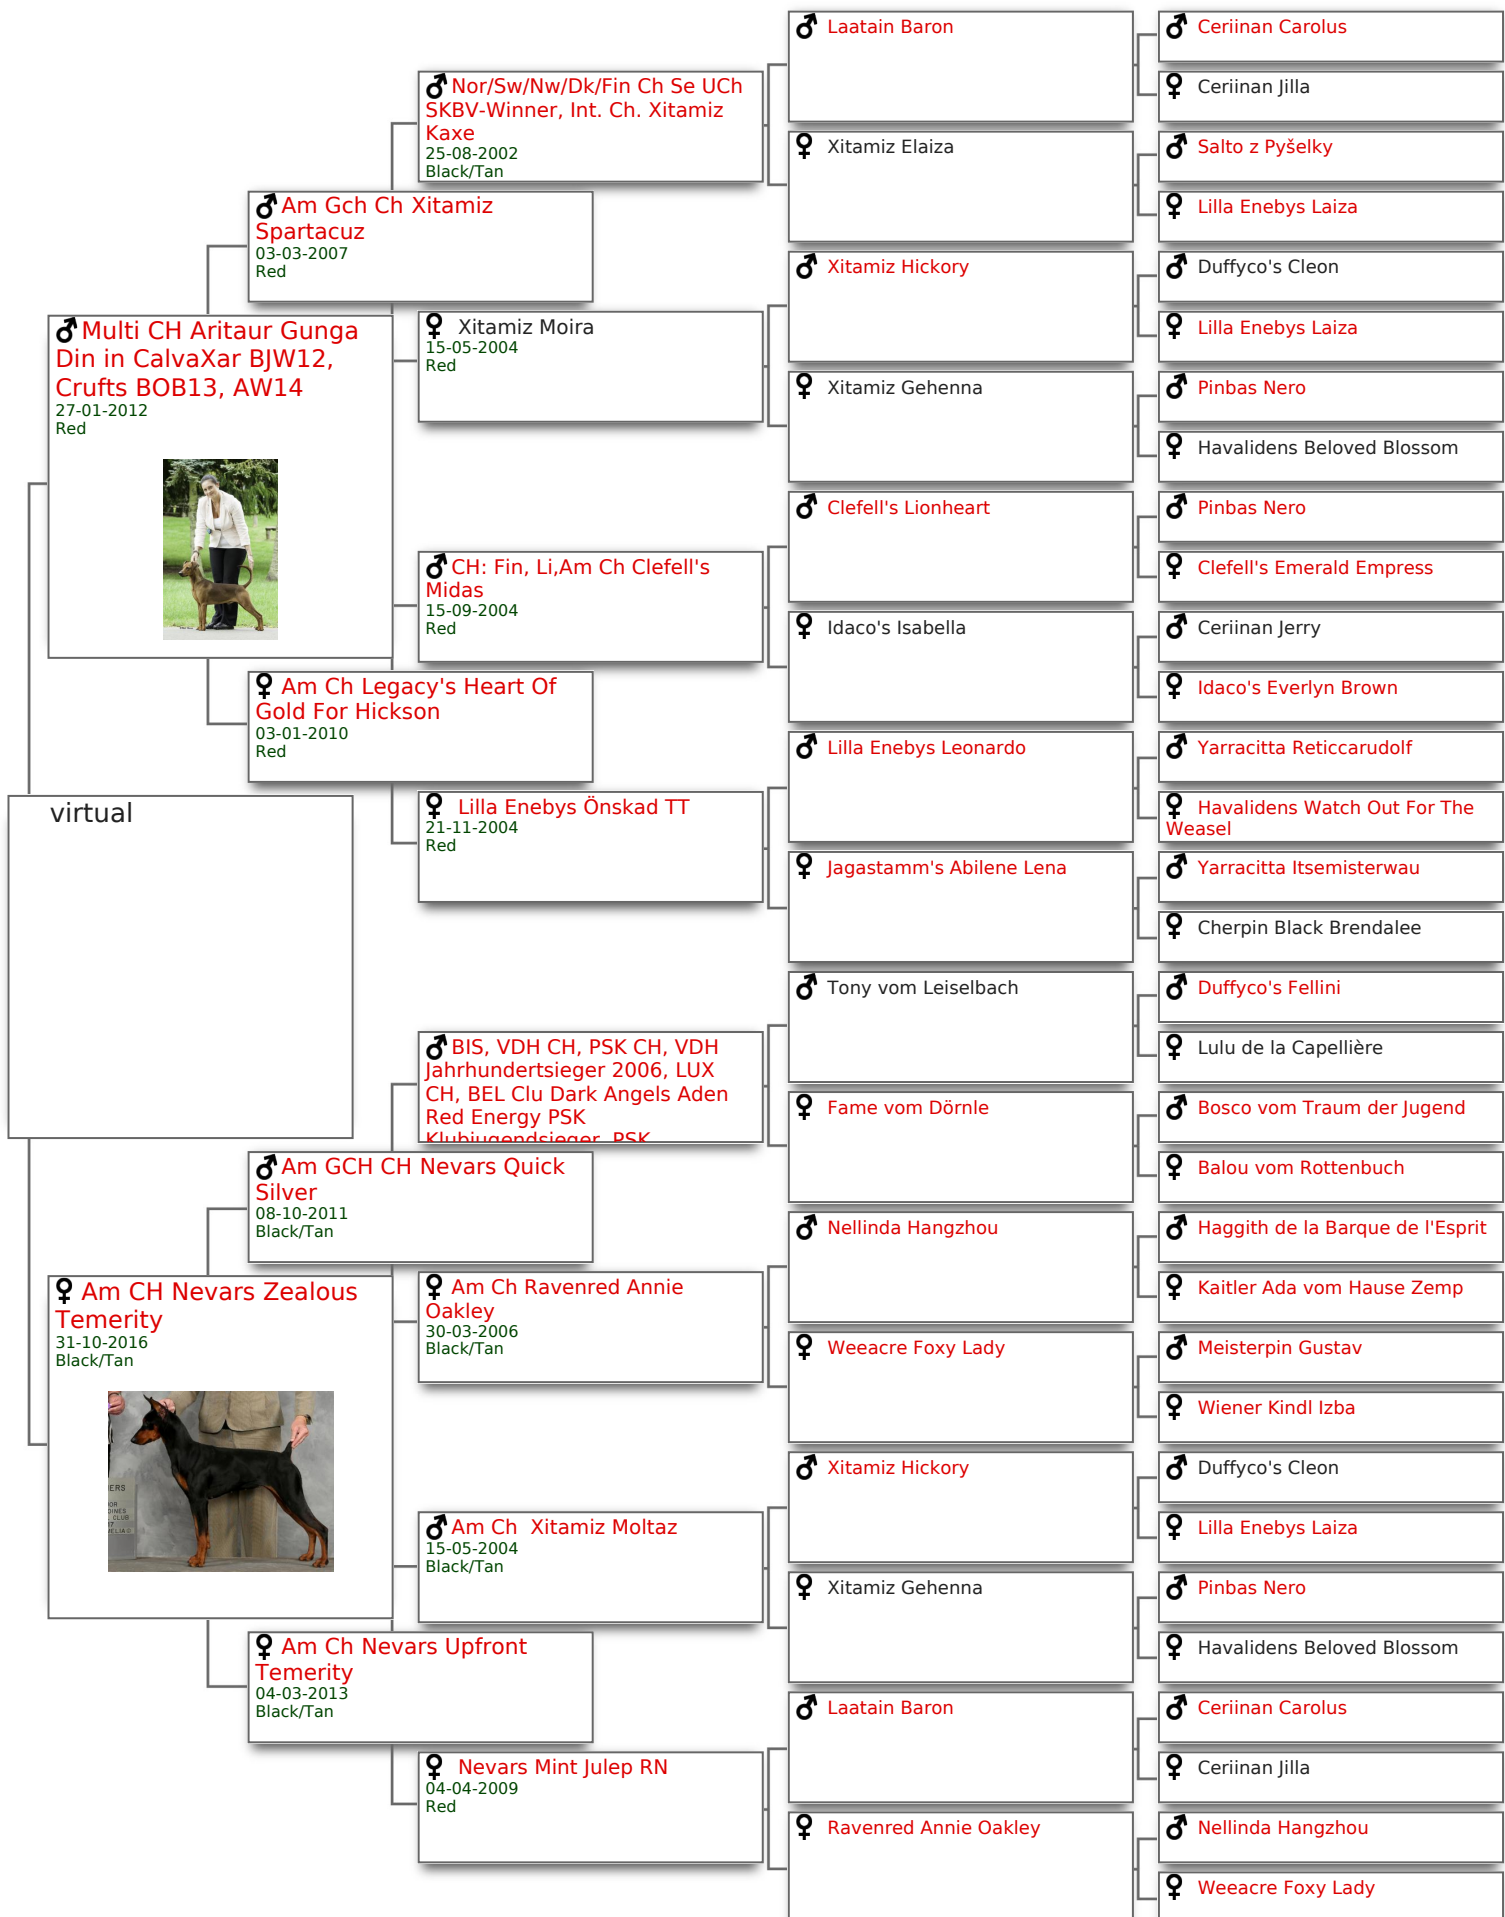 virtual
Multi CH Aritaur Gunga
Din in CalvaXar BJW12,
Crufts BOB13, AW14
27-01-2012
Red
Am CH Nevars Zealous
Temerity
31-10-2016
Black/Tan
Am Gch Ch Xitamiz
Spartacuz
03-03-2007
Red
Am Ch Legacy's Heart Of
Gold For Hickson
03-01-2010
Red
Am GCH CH Nevars Quick
Silver
08-10-2011
Black/Tan
Am Ch Nevars Upfront
Temerity
04-03-2013
Black/Tan
Nor/Sw/Nw/Dk/Fin Ch Se UCh
SKBV-Winner, Int. Ch. Xitamiz
Kaxe
25-08-2002
Black/Tan
Xitamiz Moira
15-05-2004
Red
CH: Fin, Li,Am Ch Clefell's
Midas
15-09-2004
Red
Lilla Enebys Önskad TT
21-11-2004
Red
BIS, VDH CH, PSK CH, VDH
Jahrhundertsieger 2006, LUX
CH, BEL Clu Dark Angels Aden
Red Energy PSK
Klubjugendsieger, PSK
Am Ch Ravenred Annie
Oakley
30-03-2006
Black/Tan
Am Ch  Xitamiz Moltaz
15-05-2004
Black/Tan
Nevars Mint Julep RN
04-04-2009
Red
Laatain Baron
Xitamiz Elaiza
Xitamiz Hickory
Xitamiz Gehenna
Clefell's Lionheart
Idaco's Isabella
Lilla Enebys Leonardo
Jagastamm's Abilene Lena
Tony vom Leiselbach
Fame vom Dörnle
Nellinda Hangzhou
Weeacre Foxy Lady
Xitamiz Hickory
Xitamiz Gehenna
Laatain Baron
Ravenred Annie Oakley
Ceriinan Carolus
Ceriinan Jilla
Salto z Pyšelky
Lilla Enebys Laiza
Duffyco's Cleon
Lilla Enebys Laiza
Pinbas Nero
Havalidens Beloved Blossom
Pinbas Nero
Clefell's Emerald Empress
Ceriinan Jerry
Idaco's Everlyn Brown
Yarracitta Reticcarudolf
Havalidens Watch Out For The
Weasel
Yarracitta Itsemisterwau
Cherpin Black Brendalee
Duffyco's Fellini
Lulu de la Capellière
Bosco vom Traum der Jugend
Balou vom Rottenbuch
Haggith de la Barque de l'Esprit
Kaitler Ada vom Hause Zemp
Meisterpin Gustav
Wiener Kindl Izba
Duffyco's Cleon
Lilla Enebys Laiza
Pinbas Nero
Havalidens Beloved Blossom
Ceriinan Carolus
Ceriinan Jilla
Nellinda Hangzhou
Weeacre Foxy Lady